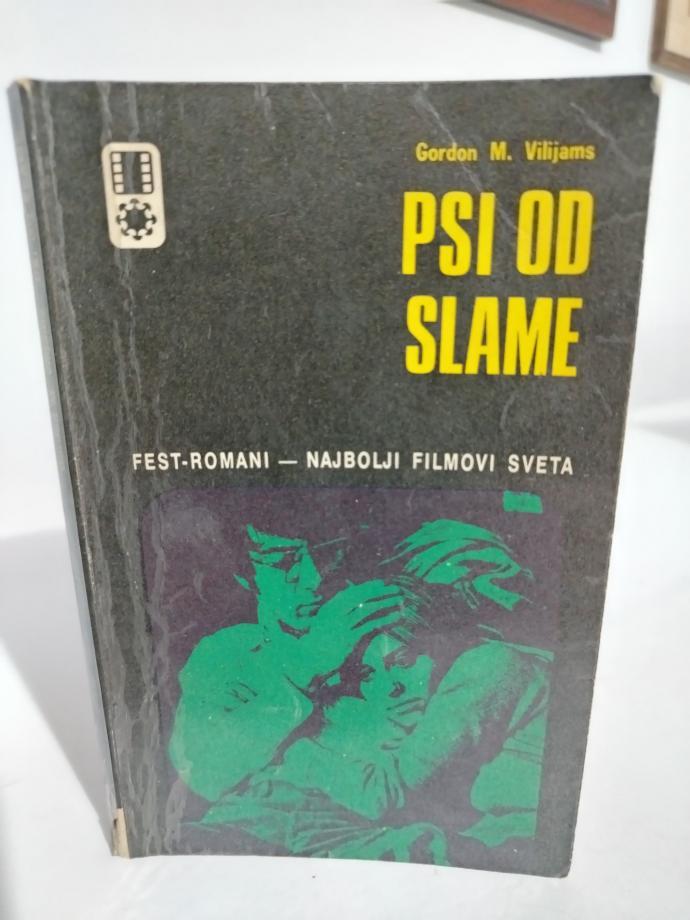 Gordon M. Vilijams
PSI OD
SLAME
FEST-ROMANI — NAJBOLJI FILMOVI SVETA